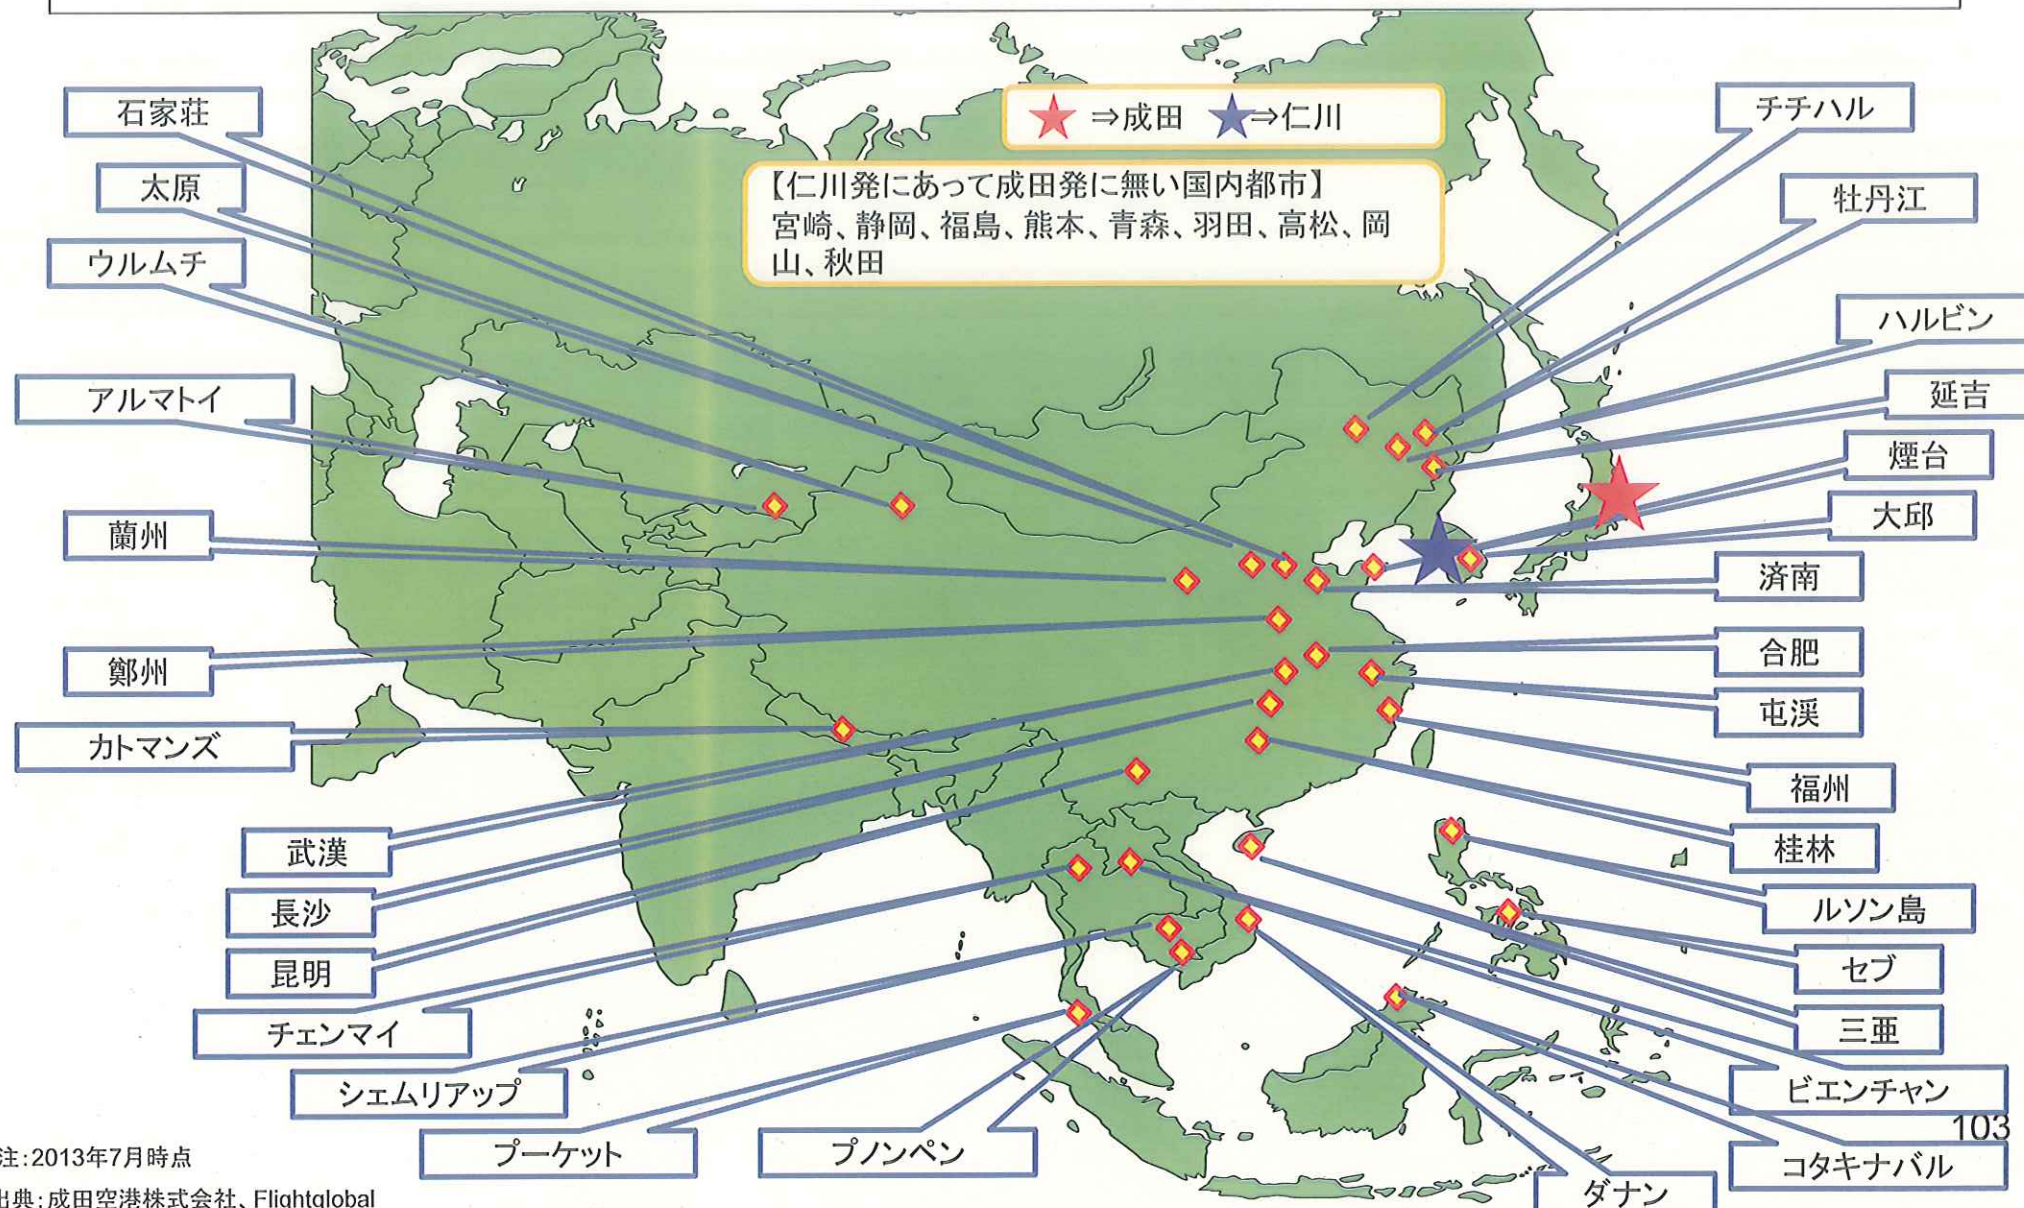 ⇒成田 ⇒仁川
【仁川発にあって成田発に無い国内都市】
宮崎、静岡、福島、熊本、青森、羽田、高松、岡
山、秋田
石家荘
太原
ウルムチ
アルマトイ
蘭州
鄭州
カトマンズ
武漢
長沙
昆明
チェンマイ
シェムリアップ
プーケット
プノンペン
チチハル
牡丹江
ハルビン
延吉
煙台
大邱
済南
合肥
屯渓
福州
桂林
ルソン島
セブ
三亜
ビエンチャン
コタキナバル
ダナン
103
注:2013年7月時点
出典:成田空港株式会社、Flightglobal